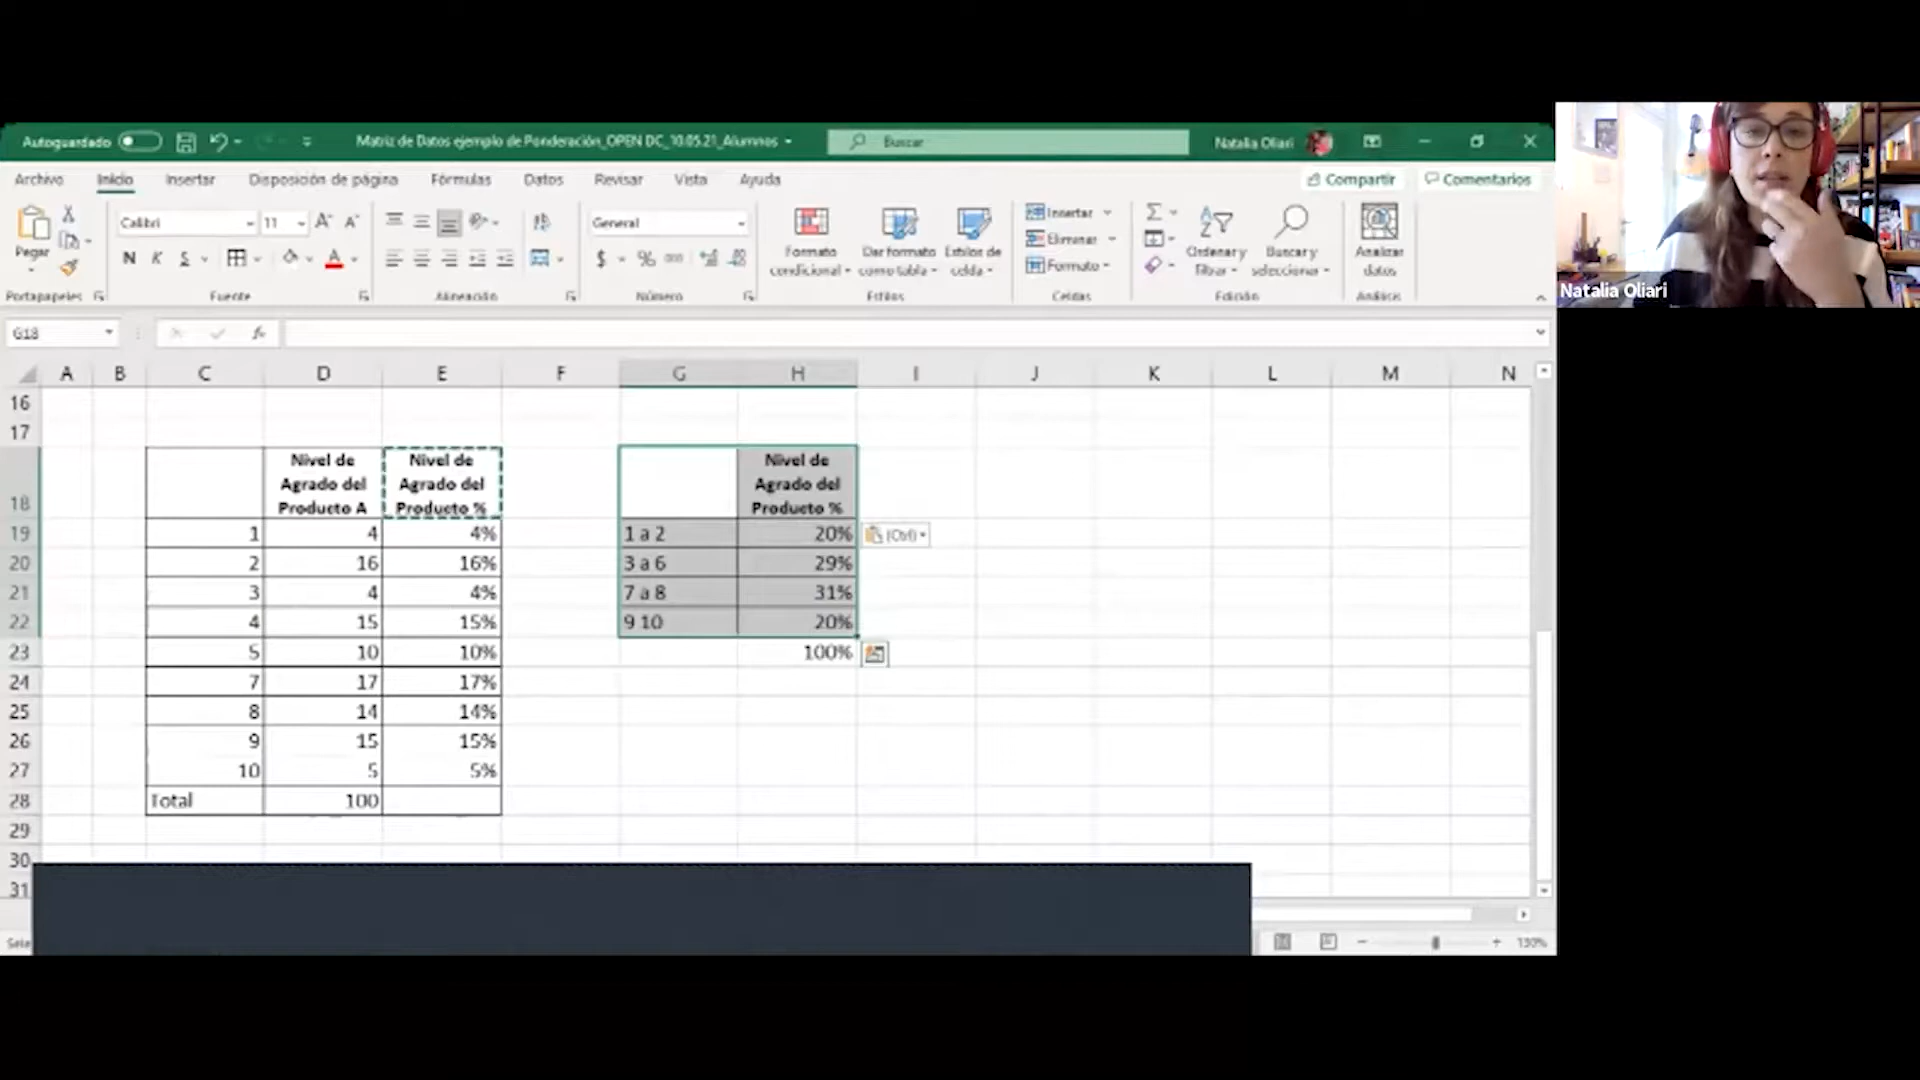 Autoguardado Matriz de Datos ejemplo de Ponderación_OPEN DC_10.05.21_Alumnos Buscar Natalia Oliari
Archivo Inicio Insertar Disposición de página Fórmulas Datos Revisar Vista Ayuda Compartir Comentarios
Pegar Calibri 11 General Formato condicional Dar formato como tabla Estilos de celda Insertar Eliminar Formato Ordenar y filtrar Buscar y seleccionar Analizar datos
N K S $ % 000
Portapapeles Fuente Alineación Número Estilos Celdas Edición Análisis
Natalia Oliari
G18 fx
A B C D E F G H I J K L M N
16
17
18 Nivel de Agrado del Producto A Nivel de Agrado del Producto % Nivel de Agrado del Producto %
19 1 4 4% 1 a 2 20% (Ctrl)
20 2 16 16% 3 a 6 29%
21 3 4 4% 7 a 8 31%
22 4 15 15% 9 10 20%
23 5 10 10% 100%
24 7 17 17%
25 8 14 14%
26 9 15 15%
27 10 5 5%
28 Total 100
29
30
31
Sele 130%